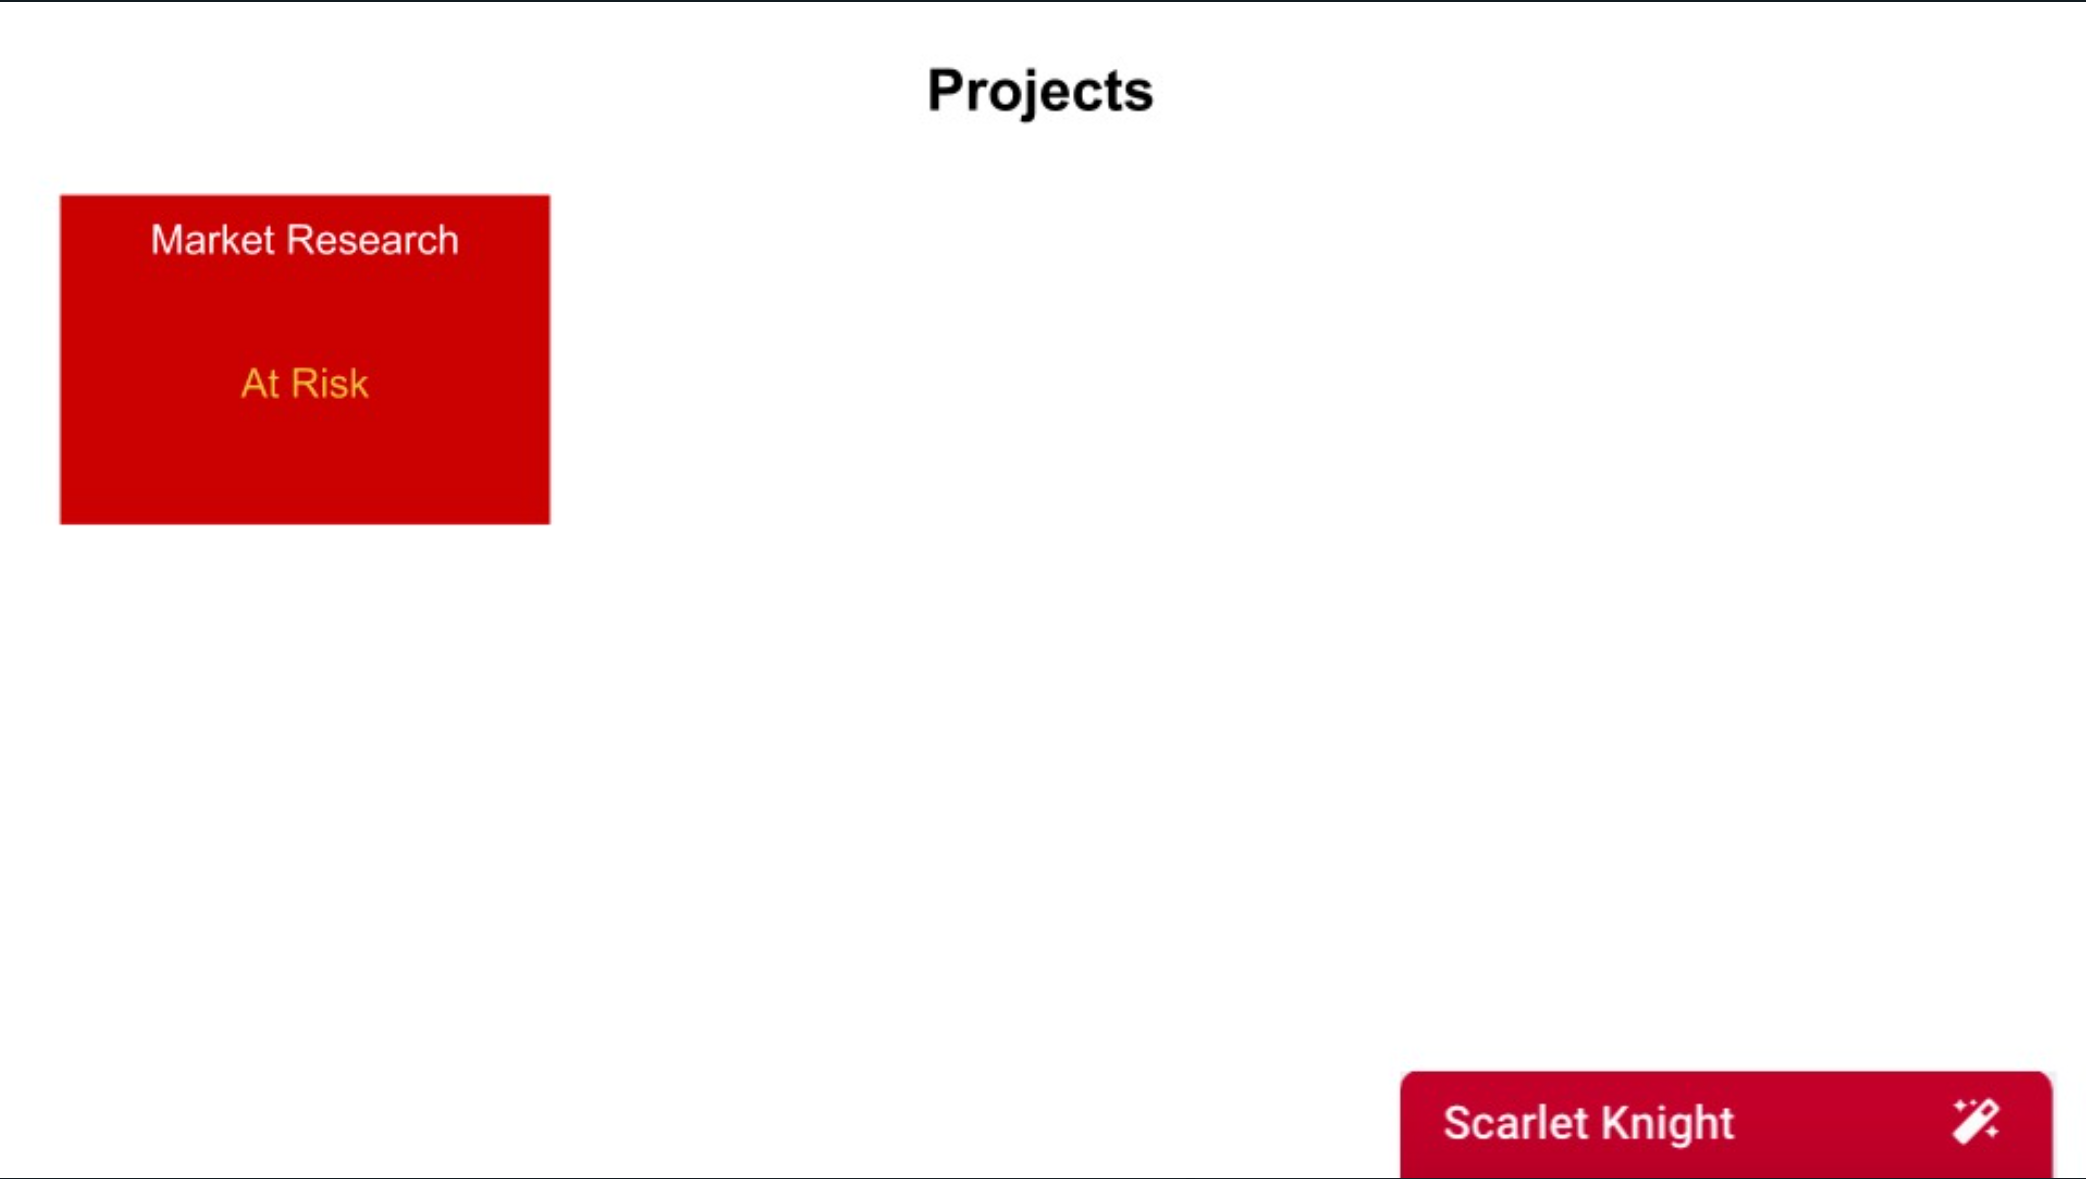 Projects
Market Research
At Risk
Scarlet Knight